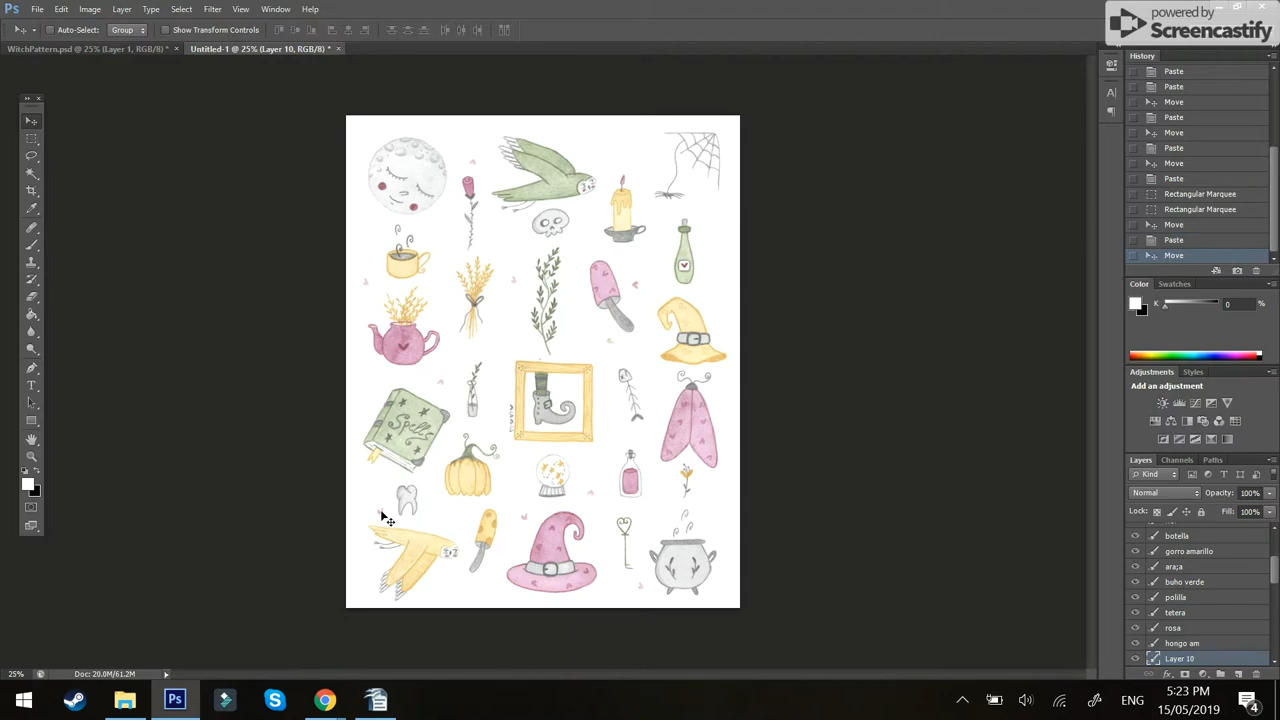 Ps File Edit Image Layer Type Select Filter View Window Help
powered by
Screencastify
Auto-Select: Group Show Transform Controls
WitchPattern.psd @ 25% (Layer 1, RGB/8) * × Untitled-1 @ 25% (Layer 10, RGB/8) * ×
History
Paste
Paste
Move
Paste
Move
Paste
Move
Paste
Rectangular Marquee
Rectangular Marquee
Move
Paste
Move
Color Swatches
K 0 %
Adjustments Styles
Add an adjustment
Spells
Layers Channels Paths
Kind
Normal Opacity: 100%
Lock: Fill: 100%
botella
gorro amarillo
ara;a
buho verde
polilla
tetera
rosa
hongo am
Layer 10
25% Doc: 20.0M/61.2M
ENG 5:23 PM
15/05/2019 4